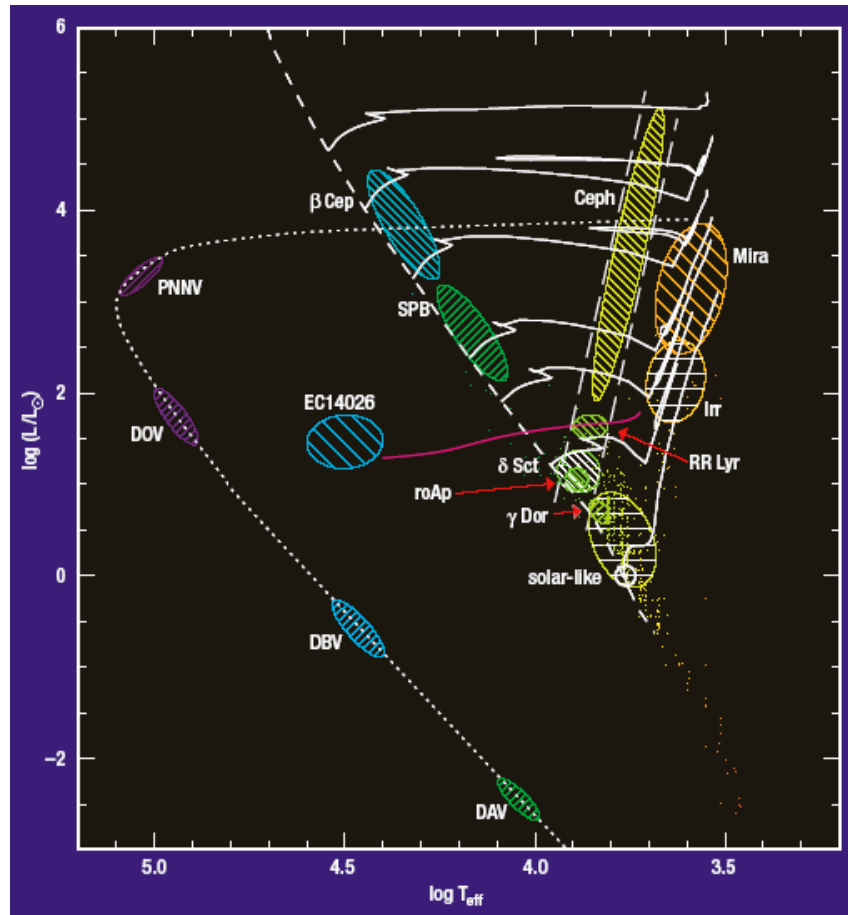 6
β Cep
Ceph
4
Mira
PNNV
SPB
log (L/L☉)
2
EC14026
Irr
DOV
δ Sct
RR Lyr
roAp
γ Dor
0
solar-like
DBV
−2
DAV
5.0
4.5
4.0
3.5
log Teff